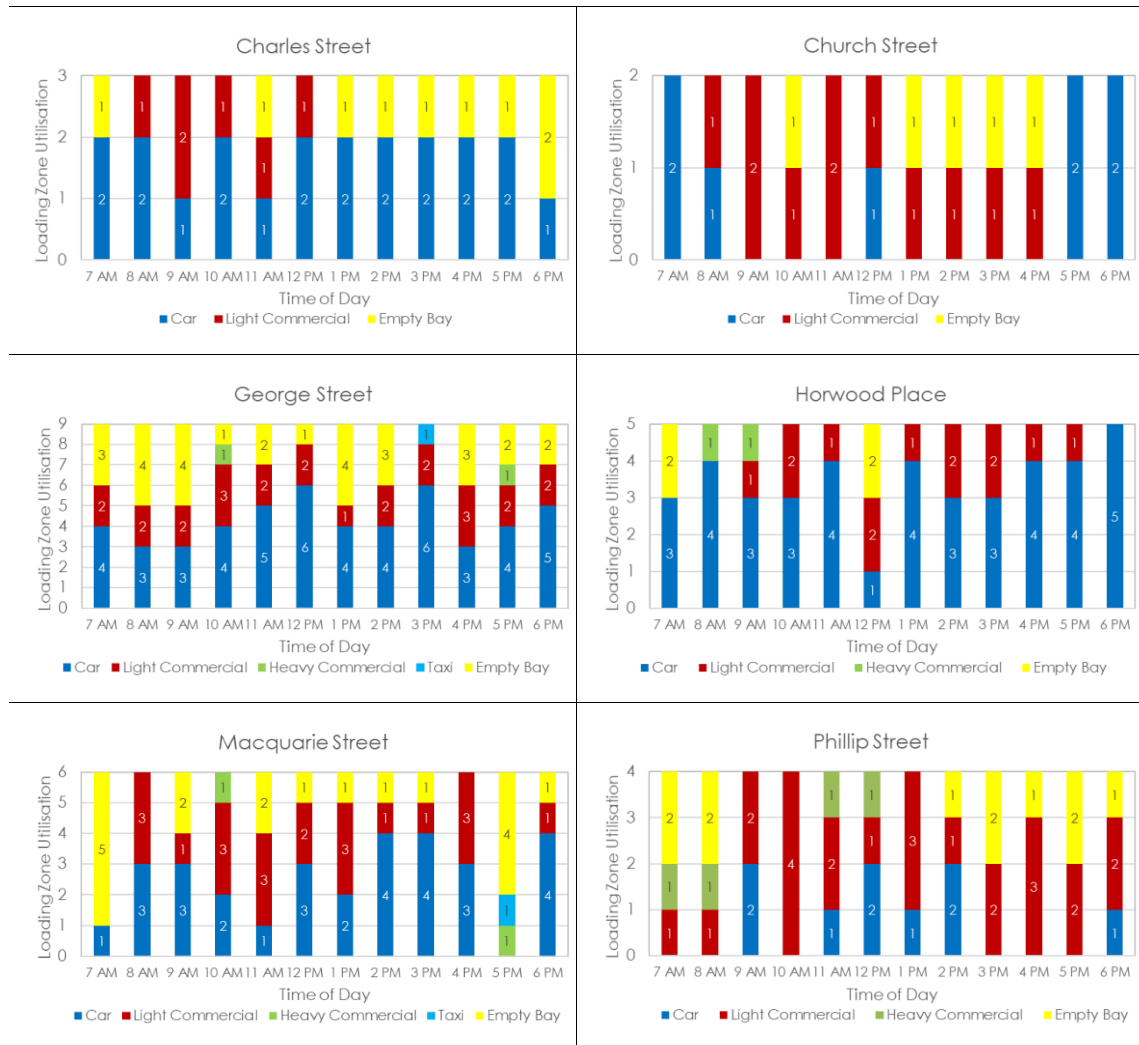 Charles Street
Loading Zone Utilisation
3
2
1
0
1 1 1 1 1 1 1 1 1 1
2 2
1
2 2 2 2 2 2 2 2 2
1 1 1
7 AM 8 AM 9 AM 10 AM 11 AM 12 PM 1 PM 2 PM 3 PM 4 PM 5 PM 6 PM
Time of Day
Car Light Commercial Empty Bay
Church Street
Loading Zone Utilisation
2
1
0
1 1 1 1 1 1 1
2 2 2 2 2
1 1 1 1 1 1 1
7 AM 8 AM 9 AM 10 AM 11 AM 12 PM 1 PM 2 PM 3 PM 4 PM 5 PM 6 PM
Time of Day
Car Light Commercial Empty Bay
George Street
Loading Zone Utilisation
9
8
7
6
5
4
3
2
1
0
3 4 4 1 2 1 4 3 3 2 2
1
1 1
2 2 2 3 2 2 1 2 2 3 2 2
4 3 3 4 5 6 4 4 6 3 4 5
7 AM 8 AM 9 AM 10 AM 11 AM 12 PM 1 PM 2 PM 3 PM 4 PM 5 PM 6 PM
Time of Day
Car Light Commercial Heavy Commercial Taxi Empty Bay
Horwood Place
Loading Zone Utilisation
5
4
3
2
1
0
2 2
1 1
1 2 1 2 1 2 2 1 1
3 4 3 3 4 1 4 3 3 4 4 5
7 AM 8 AM 9 AM 10 AM 11 AM 12 PM 1 PM 2 PM 3 PM 4 PM 5 PM 6 PM
Time of Day
Car Light Commercial Heavy Commercial Empty Bay
Macquarie Street
Loading Zone Utilisation
6
5
4
3
2
1
0
5 2 2 1 1 1 1 4 1
1
1 1
3 1 3 3 2 3 1 1 3 1
1 3 3 2 1 3 2 4 4 3 4
7 AM 8 AM 9 AM 10 AM 11 AM 12 PM 1 PM 2 PM 3 PM 4 PM 5 PM 6 PM
Time of Day
Car Light Commercial Heavy Commercial Taxi Empty Bay
Phillip Street
Loading Zone Utilisation
4
3
2
1
0
2 2 1 2 1 2 1
1 1 1 1
1 1 2 4 2 1 3 1 2 3 2 2
2 1 2 1 2 1
7 AM 8 AM 9 AM 10 AM 11 AM 12 PM 1 PM 2 PM 3 PM 4 PM 5 PM 6 PM
Time of Day
Car Light Commercial Heavy Commercial Empty Bay